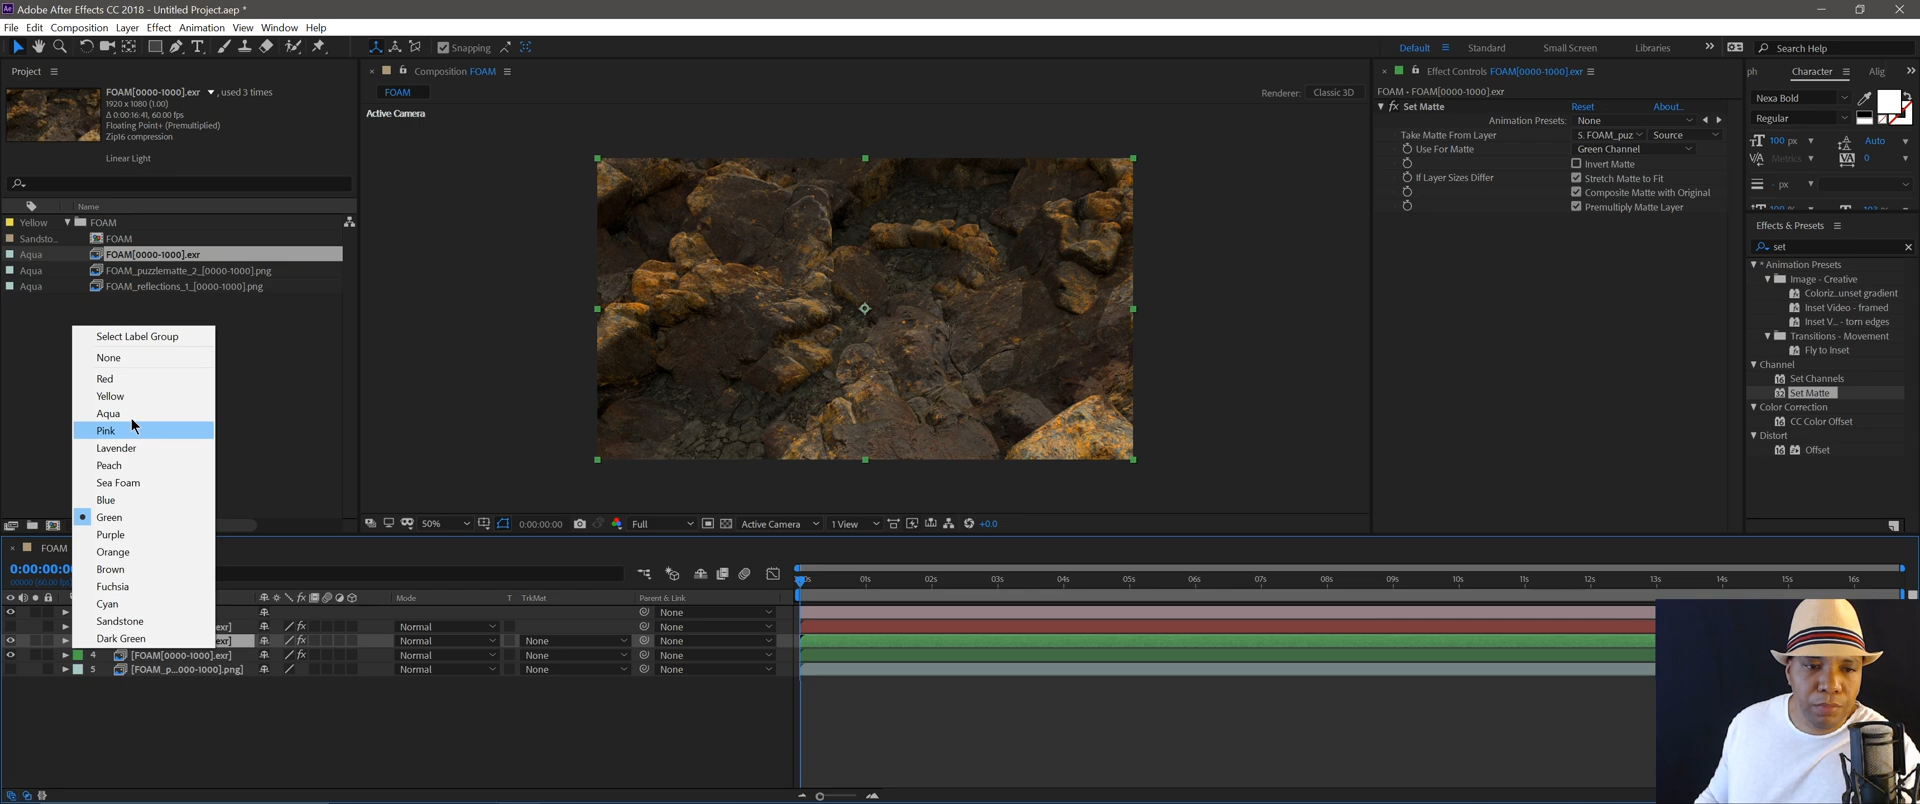 Adobe After Effects CC 2018 - Untitled Project.aep *
File Edit Composition Layer Effect Animation View Window Help
Snapping
Default Standard Small Screen Libraries Search Help
Project
FOAM[0000-1000].exr , used 3 times
1920 x 1080 (1.00)
Δ 0:00:16:41, 60.00 fps
Floating Point+ (Premultiplied)
Zip16 compression
Linear Light
Name
Yellow FOAM
Sandsto... FOAM
Aqua FOAM[0000-1000].exr
Aqua FOAM_puzzlematte_2_[0000-1000].png
Aqua FOAM_reflections_1_[0000-1000].png
Select Label Group
None
Red
Yellow
Aqua
Pink
Lavender
Peach
Sea Foam
Blue
Green
Purple
Orange
Brown
Fuchsia
Cyan
Sandstone
Dark Green
Composition FOAM
FOAM
Renderer: Classic 3D
Active Camera
50% 0:00:00:00 Full Active Camera 1 View +0.0
Effect Controls FOAM[0000-1000].exr
FOAM • FOAM[0000-1000].exr
fx Set Matte Reset About...
Animation Presets: None
Take Matte From Layer 5. FOAM_puz Source
Use For Matte Green Channel
Invert Matte
If Layer Sizes Differ Stretch Matte to Fit
Composite Matte with Original
Premultiply Matte Layer
ph Character Alig
Nexa Bold
Regular
100 px Auto
Metrics 0
- px
Effects & Presets
set
* Animation Presets
Image - Creative
Coloriz...unset gradient
Inset Video - framed
Inset V... - torn edges
Transitions - Movement
Fly to Inset
Channel
Set Channels
Set Matte
Color Correction
CC Color Offset
Distort
Offset
FOAM
0:00:00:0
00000 (60.00 fps)
Mode T TrkMat Parent & Link
None
.exr] Normal None
.exr] Normal None None
4 [FOAM[0000-1000].exr] Normal None None
5 [FOAM_p...000-1000].png] Normal None None
01s 02s 03s 04s 05s 06s 07s 08s 09s 10s 11s 12s 13s 14s 15s 16s